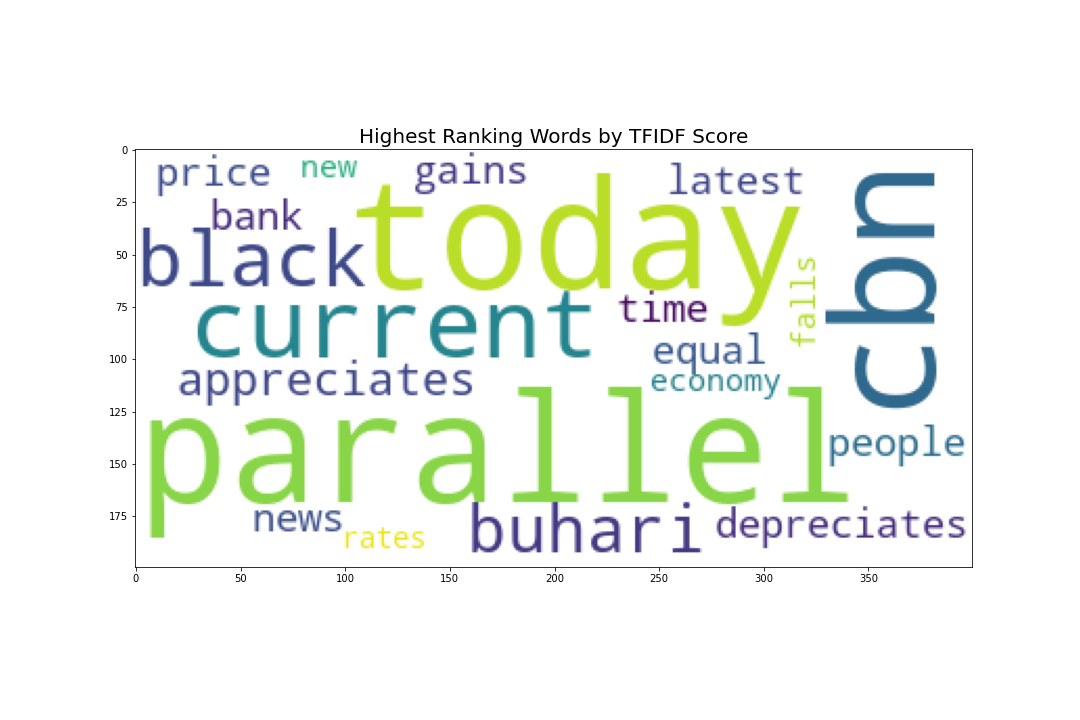 Highest Ranking Words by TFIDF Score
0
25
50
75
100
125
150
175
price
new
gains
latest
bank
today
cbn
black
current
time
falls
equal
appreciates
economy
parallel
people
news
rates
buhari
depreciates
0 50 100 150 200 250 300 350